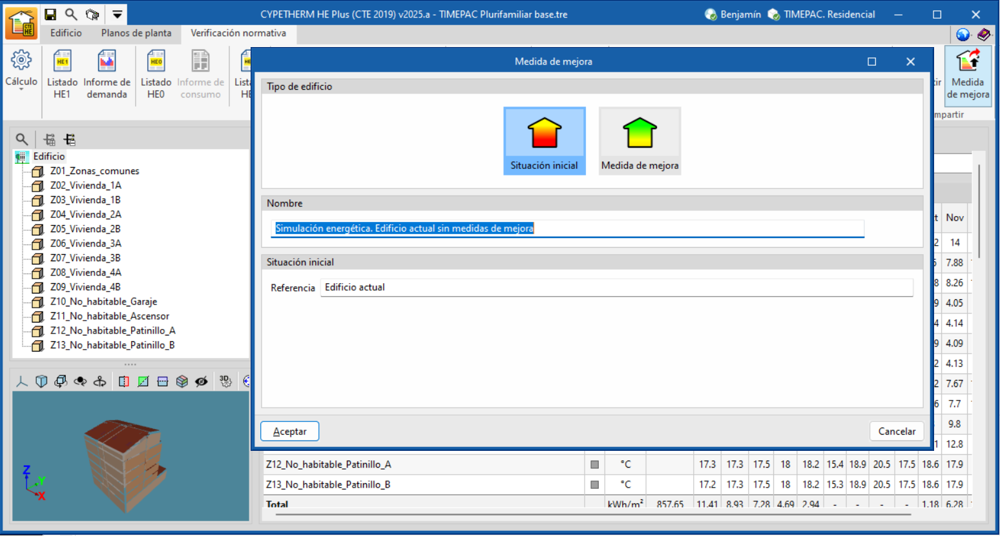 CYPETHERM HE Plus (CTE 2019) v2025.a - TIMEPAC Plurifamiliar base.tre
Benjamín
TIMEPAC. Residencial
CTE
HE
Edificio
Planos de planta
Verificación normativa
Cálculo
HE1
Listado
HE1
Informe de
demanda
HE0
Listado
HE0
Informe de
consumo
Medida
de mejora
mpartir
Medida de mejora
Tipo de edificio
Situación inicial
Medida de mejora
Nombre
Simulación energética. Edificio actual sin medidas de mejora
Situación inicial
Referencia
Edificio actual
Aceptar
Cancelar
Edificio
Z01_Zonas_comunes
Z02_Vivienda_1A
Z03_Vivienda_1B
Z04_Vivienda_2A
Z05_Vivienda_2B
Z06_Vivienda_3A
Z07_Vivienda_3B
Z08_Vivienda_4A
Z09_Vivienda_4B
Z10_No_habitable_Garaje
Z11_No_habitable_Ascensor
Z12_No_habitable_Patinillo_A
Z13_No_habitable_Patinillo_B
3D
Z
Y
X
t Nov
2 14
7.88
8 8.26
9 4.05
4 4.14
9 4.09
2 4.13
2 7.67
6 7.7
9.8
1 12.8
Z12_No_habitable_Patinillo_A °C 17.3 17.3 17.5 18 18.2 15.4 18.9 20.5 17.5 18.6 17.9
Z13_No_habitable_Patinillo_B °C 17.2 17.3 17.5 18 18.2 15.3 18.9 20.5 17.5 18.6 17.9
Total kWh/m² 857.65 11.41 8.93 7.28 4.69 2.94 - - - - 1.18 6.28